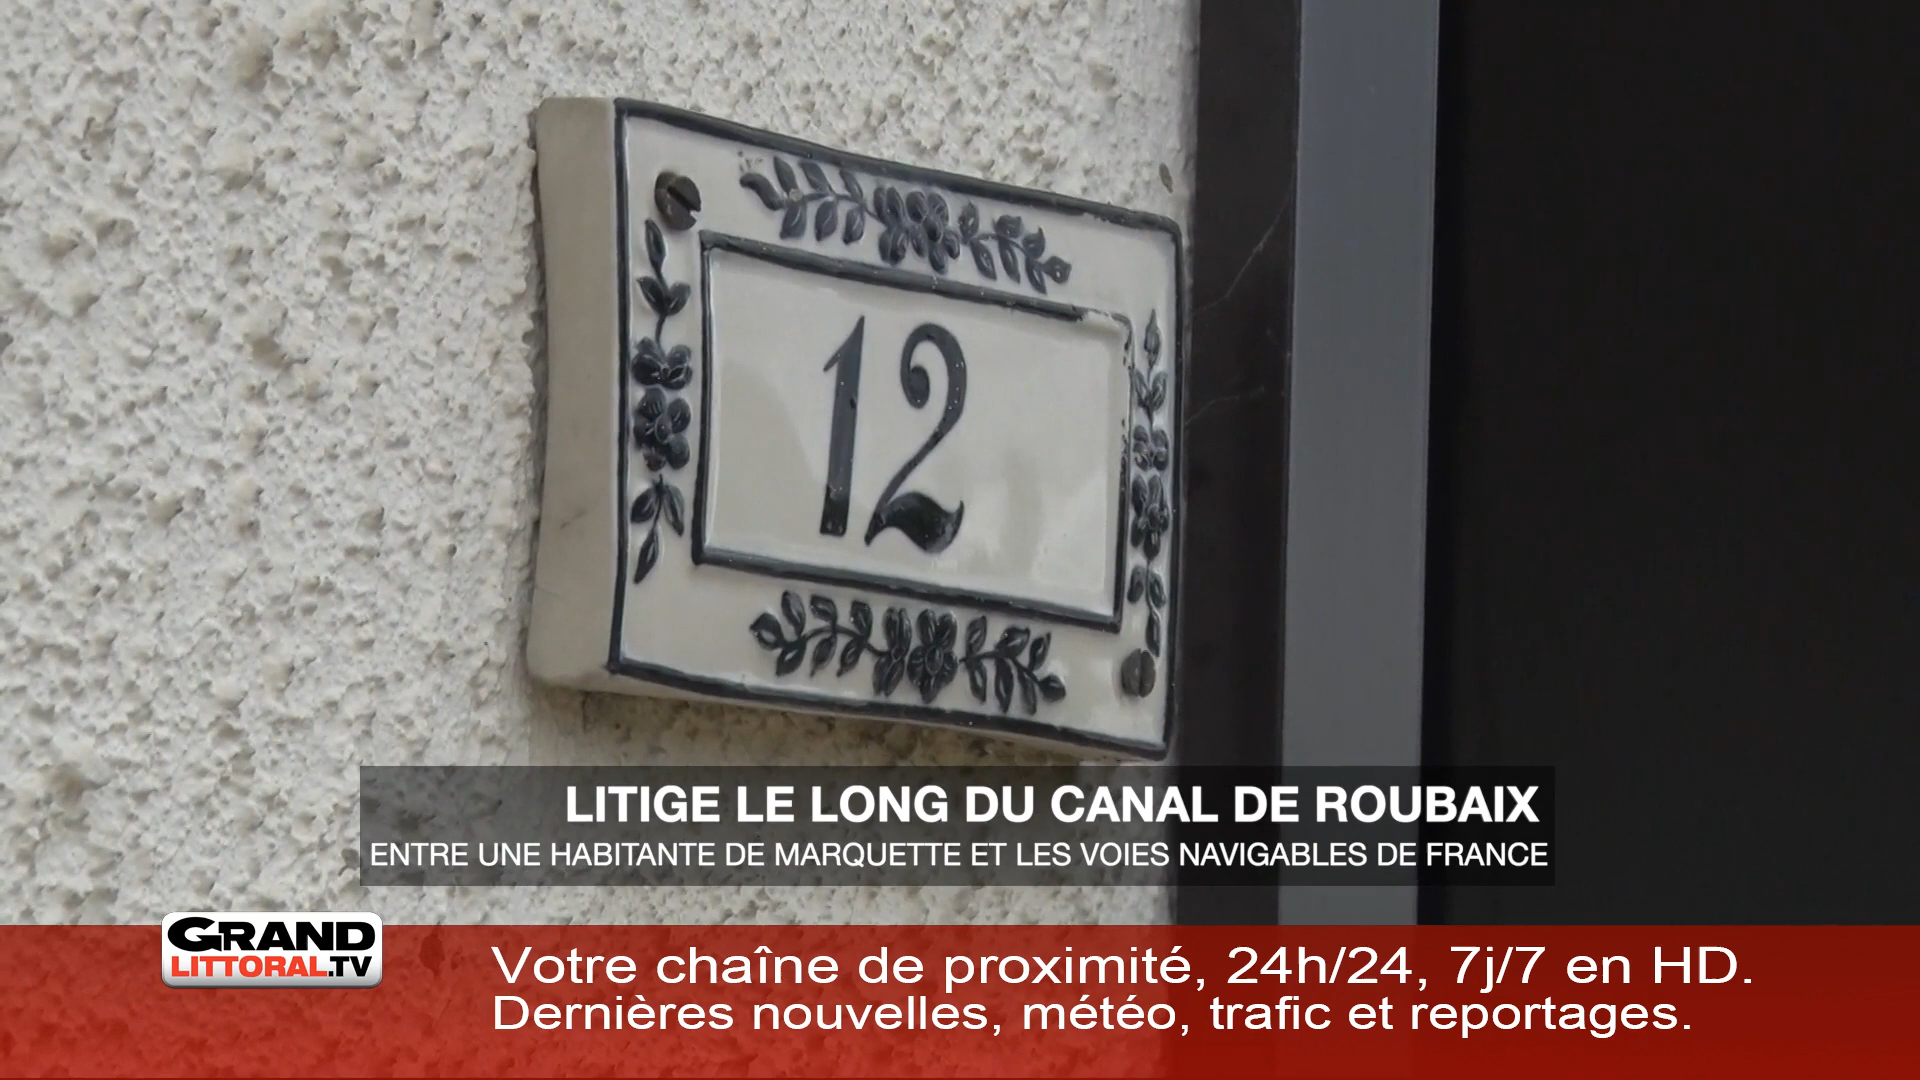 12
LITIGE LE LONG DU CANAL DE ROUBAIX
ENTRE UNE HABITANTE DE MARQUETTE ET LES VOIES NAVIGABLES DE FRANCE
GRAND
LITTORAL.TV
Votre chaîne de proximité, 24h/24, 7j/7 en HD.
Dernières nouvelles, météo, trafic et reportages.